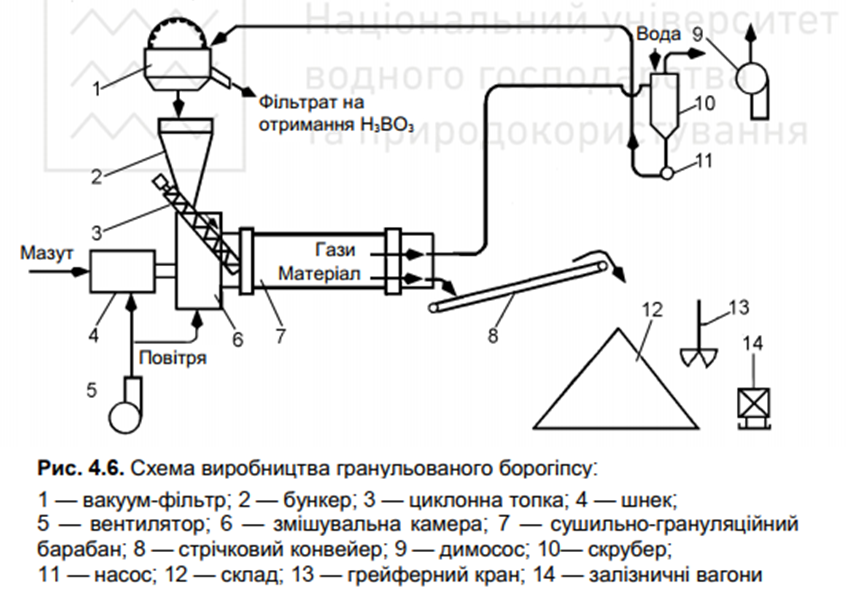 Національний університет
водного господарства
та природокористування
Вода
9
1
Фільтрат на
отримання H₃BO₃
10
2
11
3
Мазут
Гази
Матеріал
4
6
7
8
12
13
14
Повітря
5
Рис. 4.6. Схема виробництва гранульованого борогіпсу:
1 — вакуум-фільтр; 2 — бункер; 3 — циклонна топка; 4 — шнек;
5 — вентилятор; 6 — змішувальна камера; 7 — сушильно-грануляційний
барабан; 8 — стрічковий конвейер; 9 — димосос; 10— скрубер;
11 — насос; 12 — склад; 13 — грейферний кран; 14 — залізничні вагони